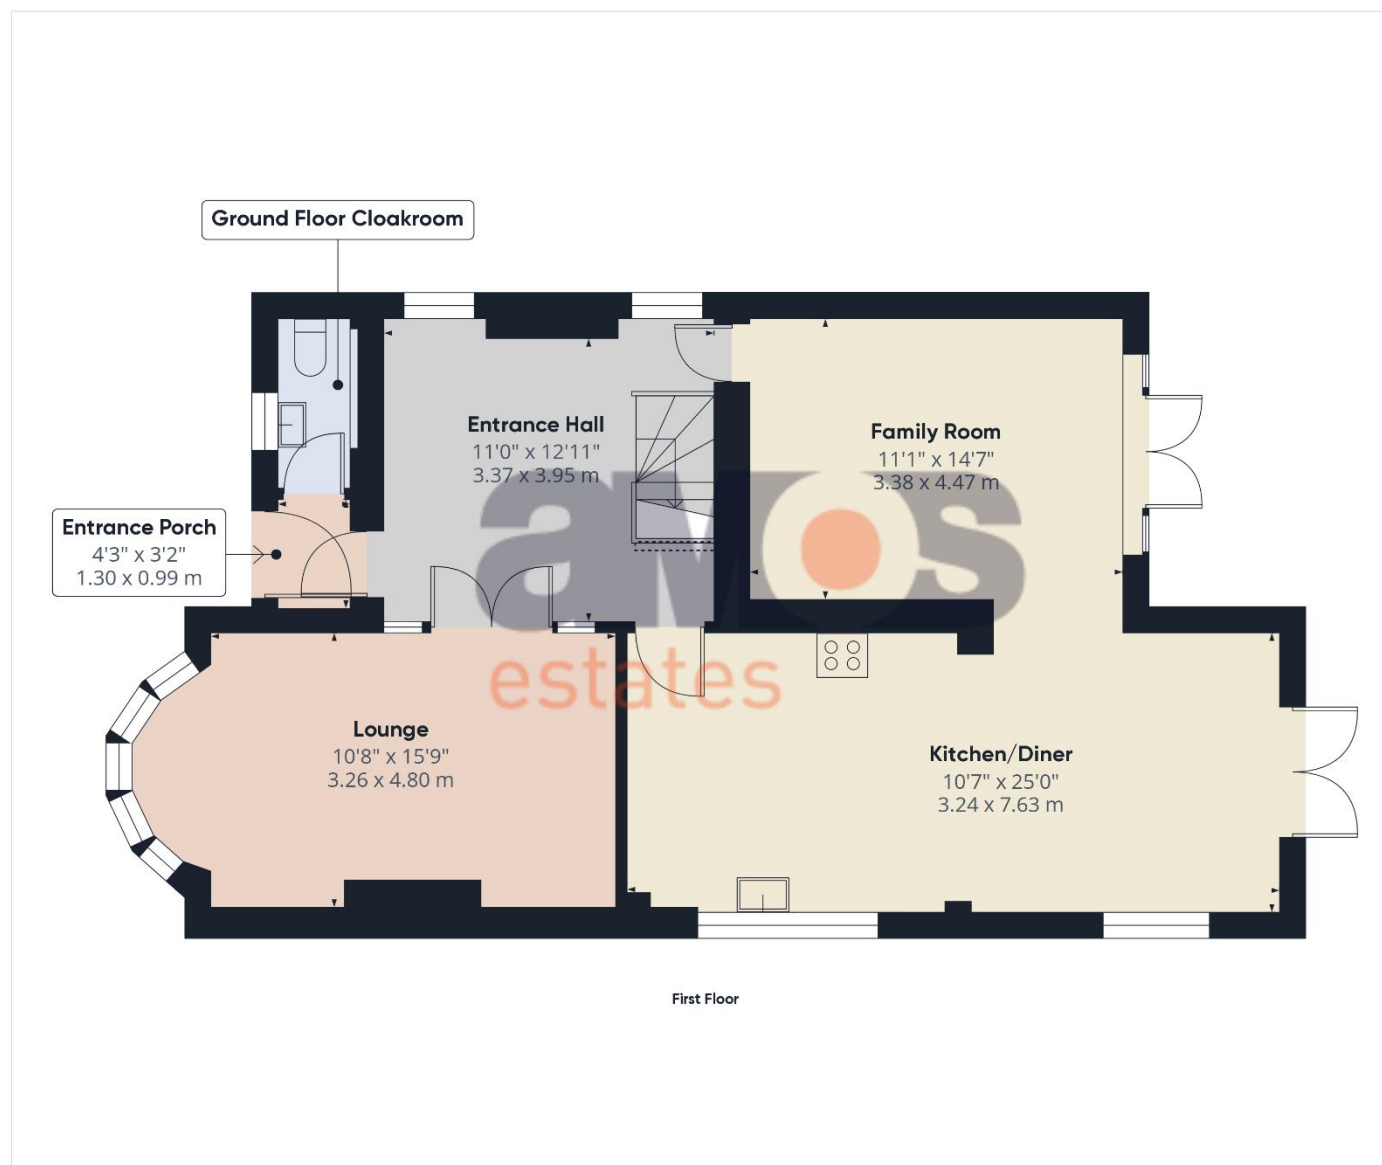 Ground Floor Cloakroom
Entrance Hall
11'0" x 12'11"
3.37 x 3.95 m
Family Room
11'1" x 14'7"
3.38 x 4.47 m
Entrance Porch
4'3" x 3'2"
1.30 x 0.99 m
amos
estates
Lounge
10'8" x 15'9"
3.26 x 4.80 m
Kitchen/Diner
10'7" x 25'0"
3.24 x 7.63 m
First Floor